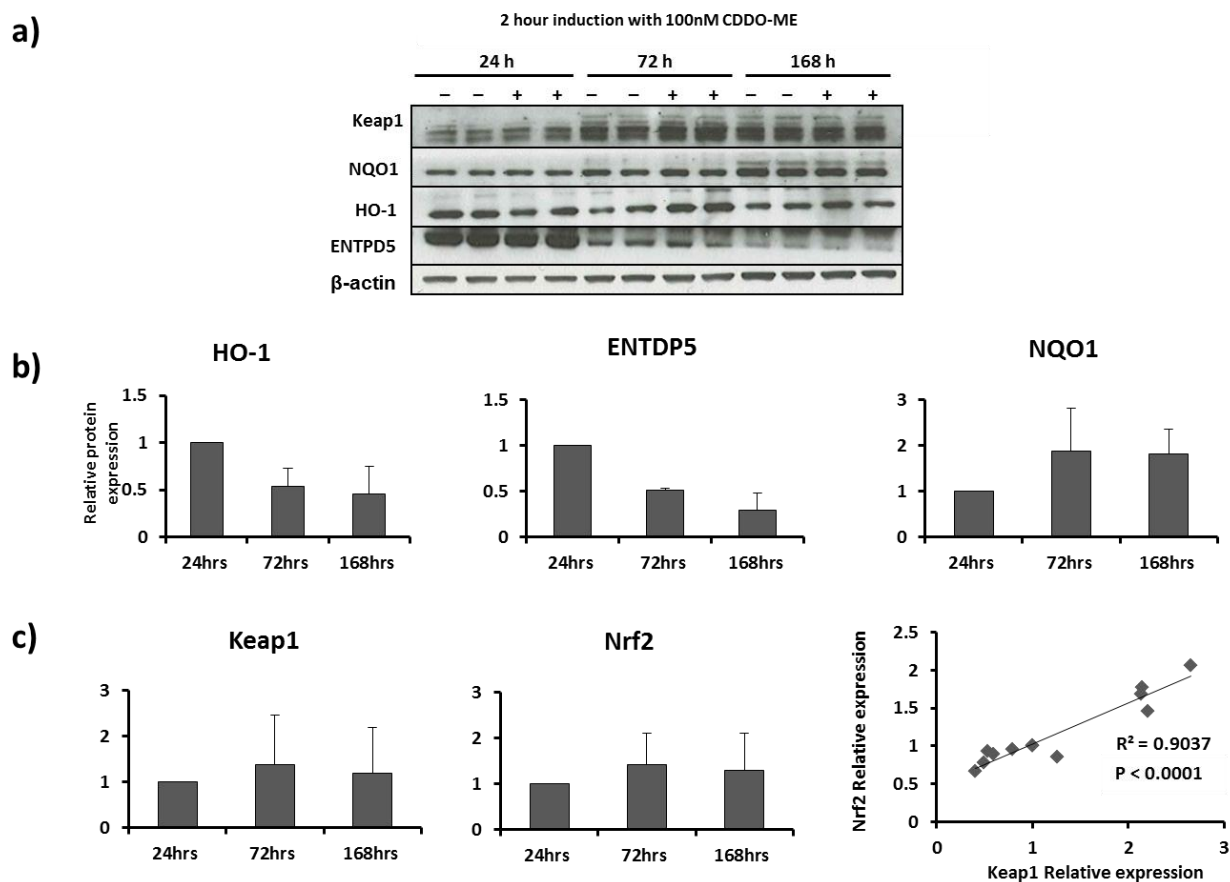 a)
2 hour induction with 100nM CDDO-ME
24 h 72 h 168 h
– – + + – – + + – – + +
Keap1
NQO1
HO-1
ENTPD5
β-actin
b)
HO-1
Relative protein
expression
1.5
1
0.5
0
24hrs 72hrs 168hrs
ENTDP5
1.5
1
0.5
0
24hrs 72hrs 168hrs
NQO1
3
2
1
0
24hrs 72hrs 168hrs
c)
Keap1
3
2
1
0
24hrs 72hrs 168hrs
Nrf2
3
2
1
0
24hrs 72hrs 168hrs
Nrf2 Relative expression
2.5
2
1.5
1
0.5
0
R² = 0.9037
P < 0.0001
0 1 2 3
Keap1 Relative expression